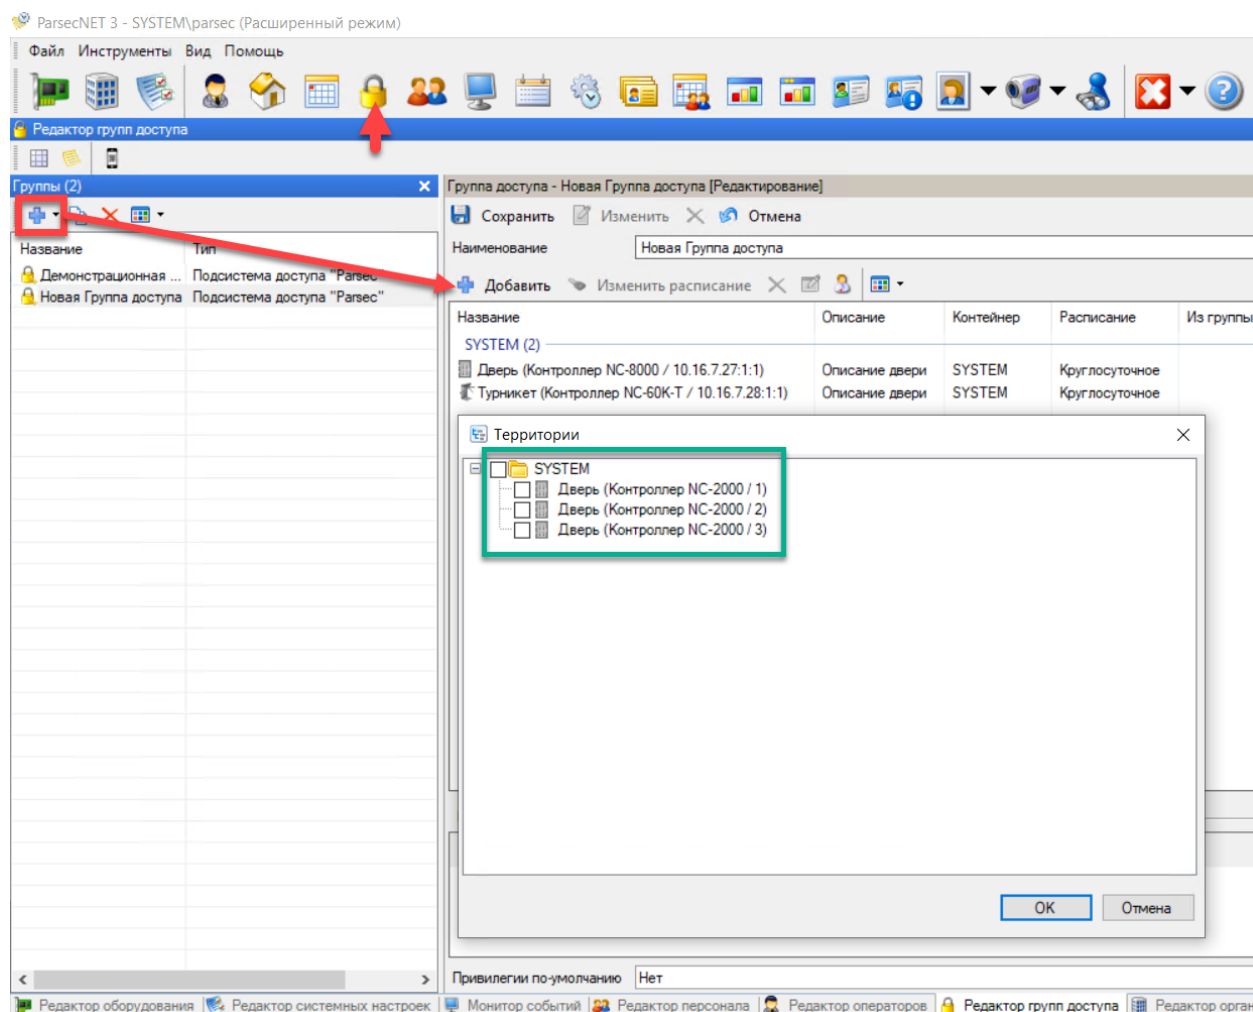 ParsecNET 3 - SYSTEM\parsec (Расширенный режим)
Файл Инструменты Вид Помощь
Редактор групп доступа
Группы (2)
Название Тип
Демонстрационная ... Подсистема доступа "Parsec"
Новая Группа доступа Подсистема доступа "Parsec"
Группа доступа - Новая Группа доступа [Редактирование]
Сохранить Изменить Отмена
Наименование Новая Группа доступа
Добавить Изменить расписание
Название Описание Контейнер Расписание Из группы
SYSTEM (2)
Дверь (Контроллер NC-8000 / 10.16.7.27:1:1) Описание двери SYSTEM Круглосуточное
Турникет (Контроллер NC-60K-T / 10.16.7.28:1:1) Описание двери SYSTEM Круглосуточное
Территории
SYSTEM
Дверь (Контроллер NC-2000 / 1)
Дверь (Контроллер NC-2000 / 2)
Дверь (Контроллер NC-2000 / 3)
OK Отмена
Привилегии по-умолчанию Нет
Редактор оборудования Редактор системных настроек Монитор событий Редактор персонала Редактор операторов Редактор групп доступа Редактор орган